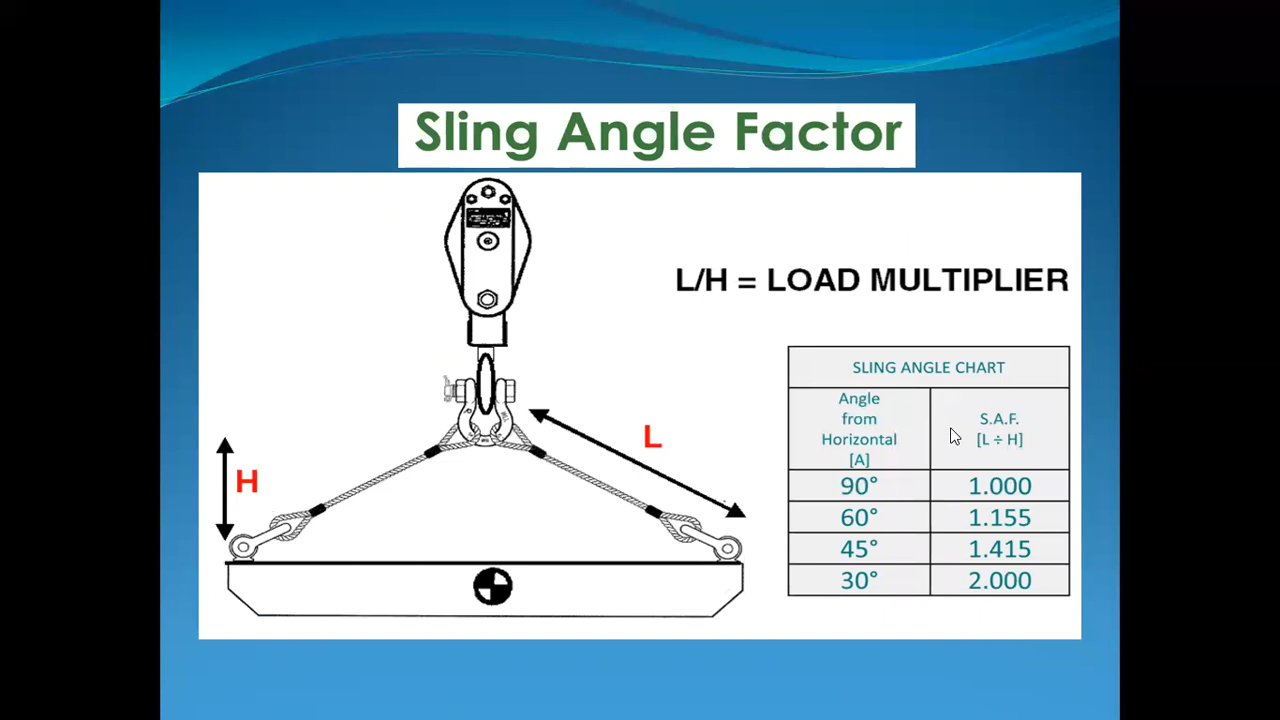 Sling Angle Factor
L/H = LOAD MULTIPLIER
L
H
SLING ANGLE CHART
Angle
from
Horizontal
[A]
S.A.F.
[L ÷ H]
90° 1.000
60° 1.155
45° 1.415
30° 2.000